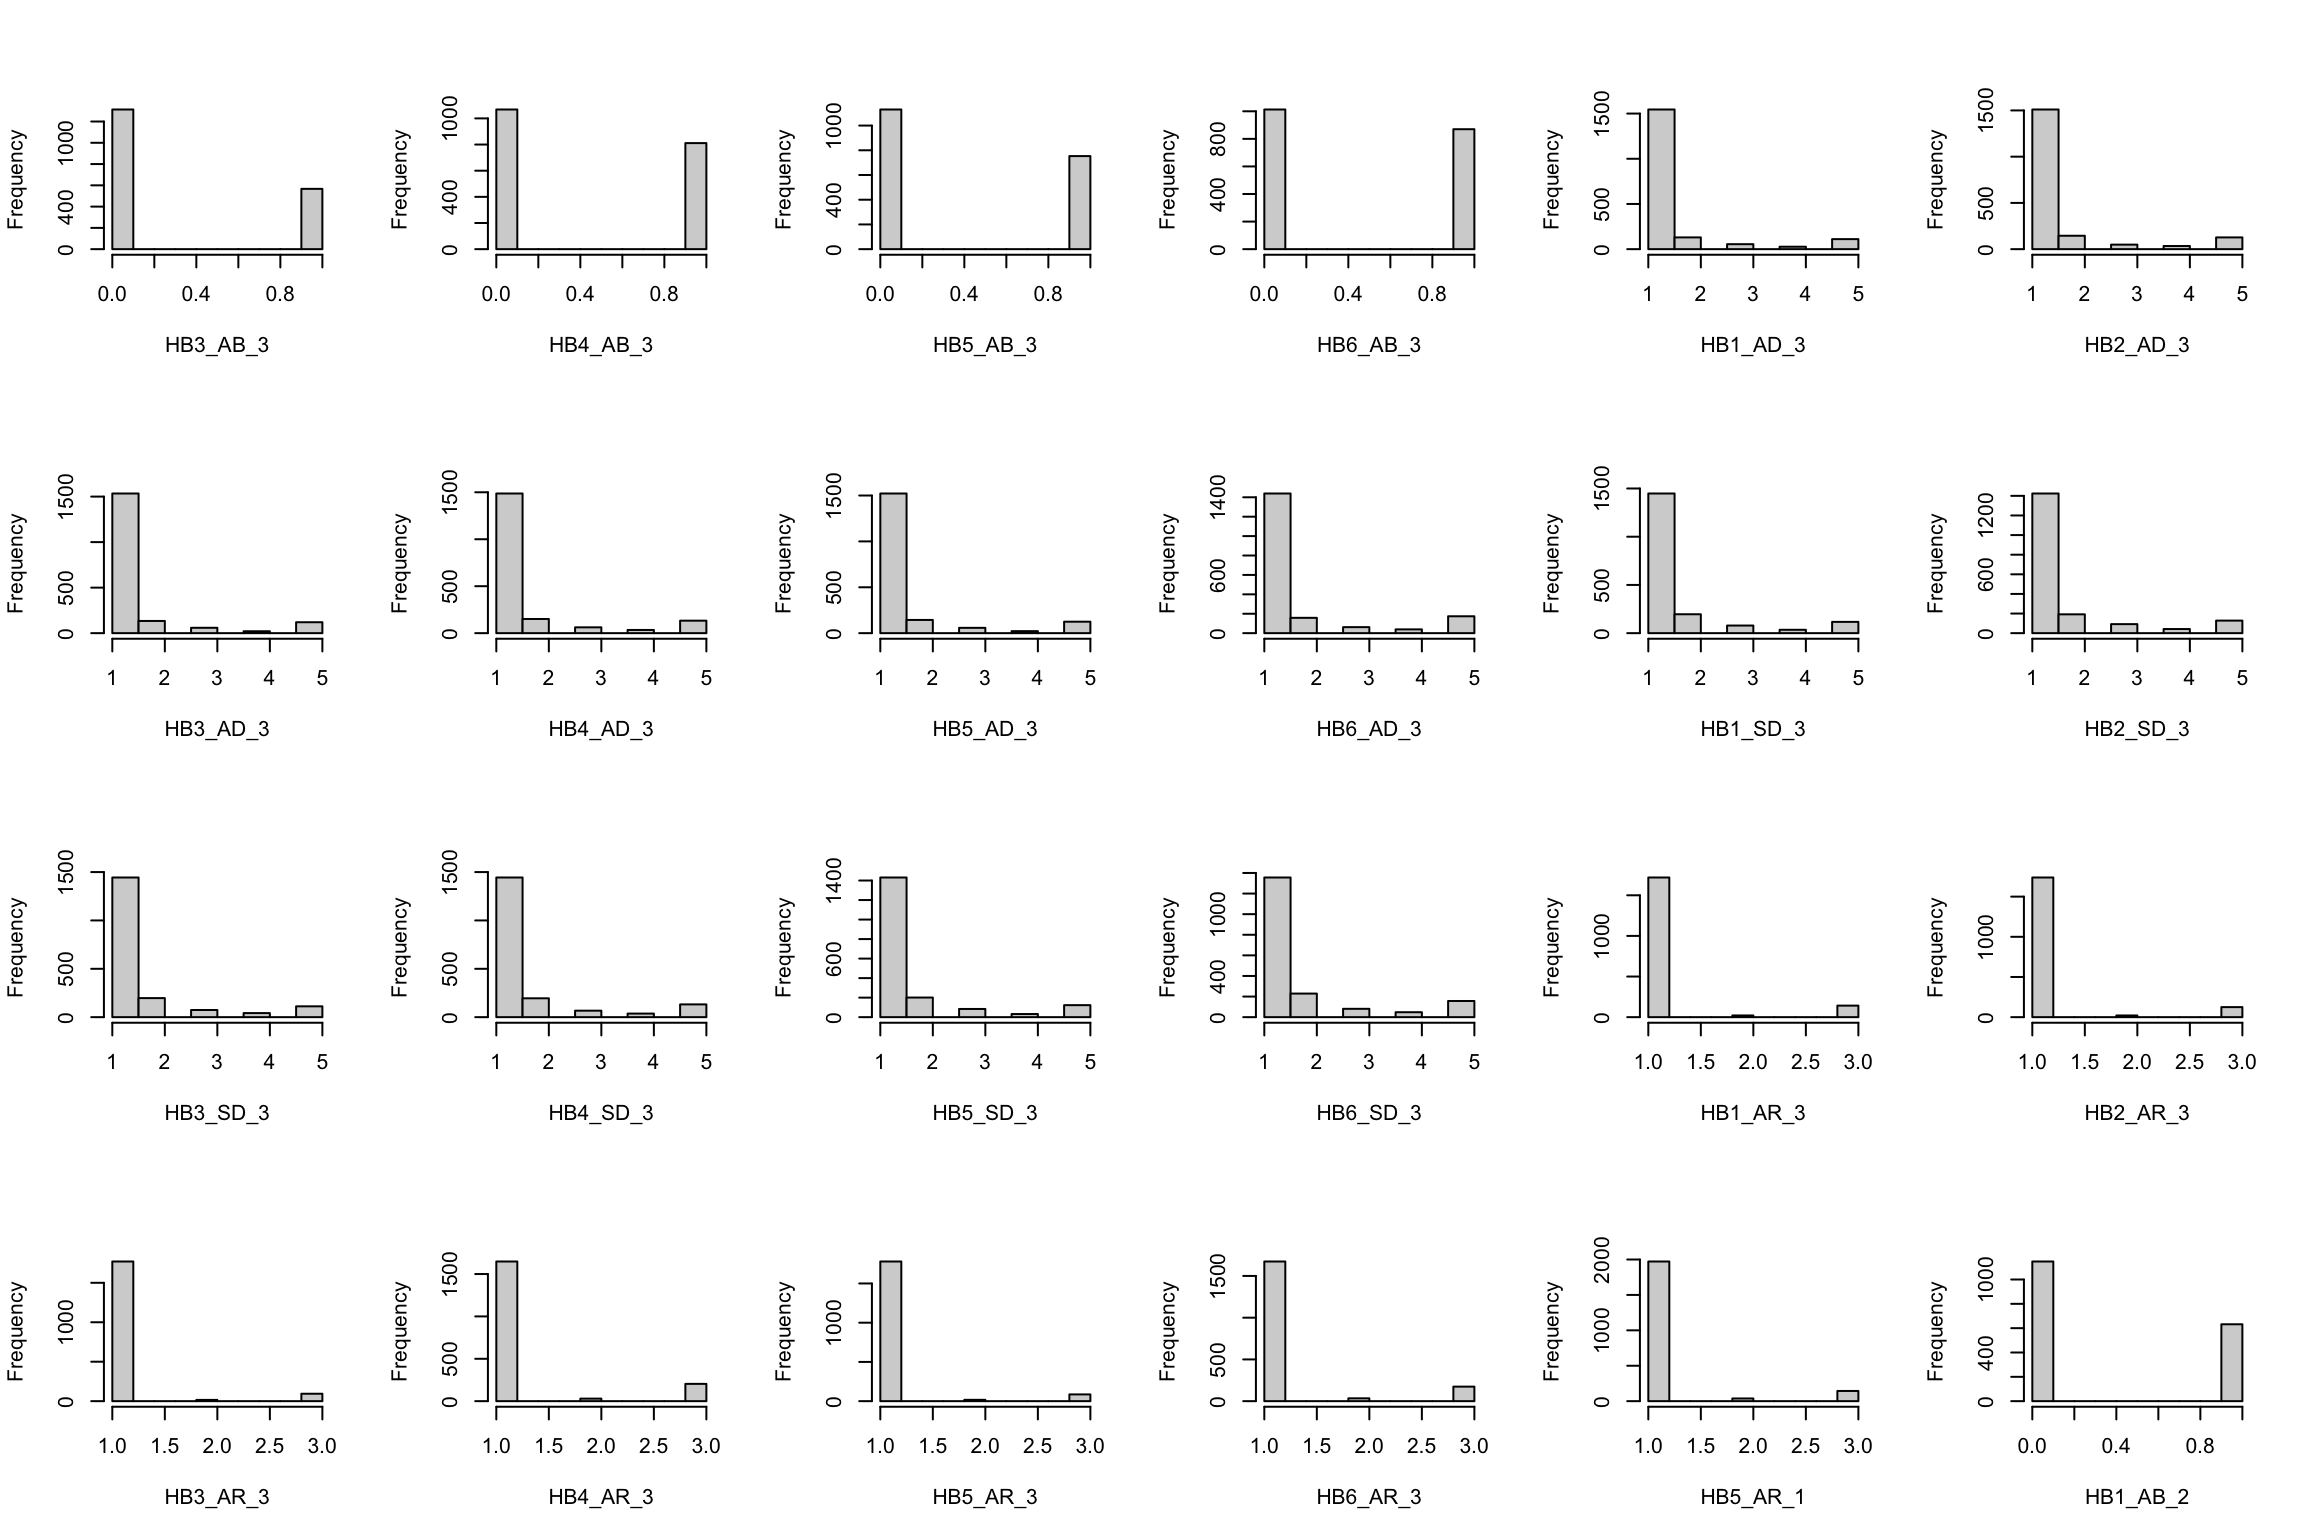 Frequency
0 400 1000
0.0 0.4 0.8
HB3_AB_3
Frequency
0 400 1000
0.0 0.4 0.8
HB4_AB_3
Frequency
0 400 1000
0.0 0.4 0.8
HB5_AB_3
Frequency
0 400 800
0.0 0.4 0.8
HB6_AB_3
Frequency
0 500 1500
1 2 3 4 5
HB1_AD_3
Frequency
0 500 1500
1 2 3 4 5
HB2_AD_3
Frequency
0 500 1500
1 2 3 4 5
HB3_AD_3
Frequency
0 500 1500
1 2 3 4 5
HB4_AD_3
Frequency
0 500 1500
1 2 3 4 5
HB5_AD_3
Frequency
0 600 1400
1 2 3 4 5
HB6_AD_3
Frequency
0 500 1500
1 2 3 4 5
HB1_SD_3
Frequency
0 600 1200
1 2 3 4 5
HB2_SD_3
Frequency
0 500 1500
1 2 3 4 5
HB3_SD_3
Frequency
0 500 1500
1 2 3 4 5
HB4_SD_3
Frequency
0 600 1400
1 2 3 4 5
HB5_SD_3
Frequency
0 400 1000
1 2 3 4 5
HB6_SD_3
Frequency
0 1000
1.0 1.5 2.0 2.5 3.0
HB1_AR_3
Frequency
0 1000
1.0 1.5 2.0 2.5 3.0
HB2_AR_3
Frequency
0 1000
1.0 1.5 2.0 2.5 3.0
HB3_AR_3
Frequency
0 500 1500
1.0 1.5 2.0 2.5 3.0
HB4_AR_3
Frequency
0 1000
1.0 1.5 2.0 2.5 3.0
HB5_AR_3
Frequency
0 500 1500
1.0 1.5 2.0 2.5 3.0
HB6_AR_3
Frequency
0 1000 2000
1.0 1.5 2.0 2.5 3.0
HB5_AR_1
Frequency
0 400 1000
0.0 0.4 0.8
HB1_AB_2